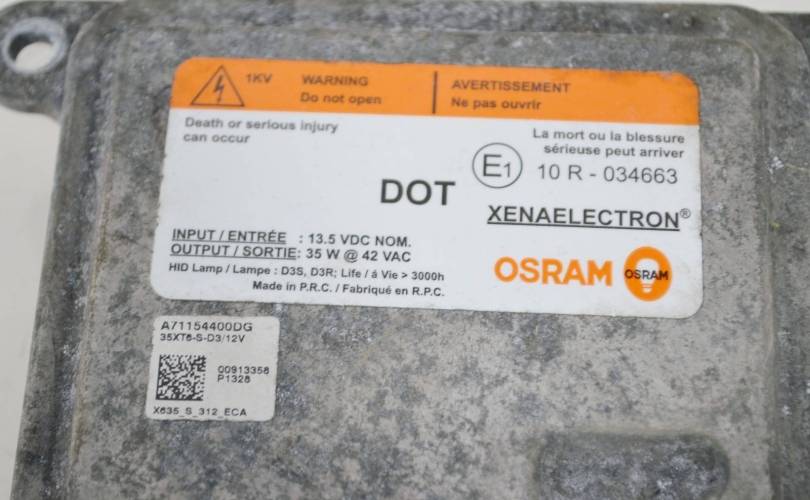 1KV WARNING
Do not open
AVERTISSEMENT
Ne pas ouvrir
Death or serious injury
can occur
La mort ou la blessure
sérieuse peut arriver
E1 10 R - 034663
DOT
XENAELECTRON®
INPUT / ENTRÉE : 13.5 VDC NOM.
OUTPUT / SORTIE: 35 W @ 42 VAC
HID Lamp / Lampe : D3S, D3R; Life / á Vie > 3000h
Made in P.R.C. / Fabriqué en R.P.C.
OSRAM OSRAM
A71154400DG
35XT6-S-D3/12V
00913358
P1328
X635_S_312_ECA